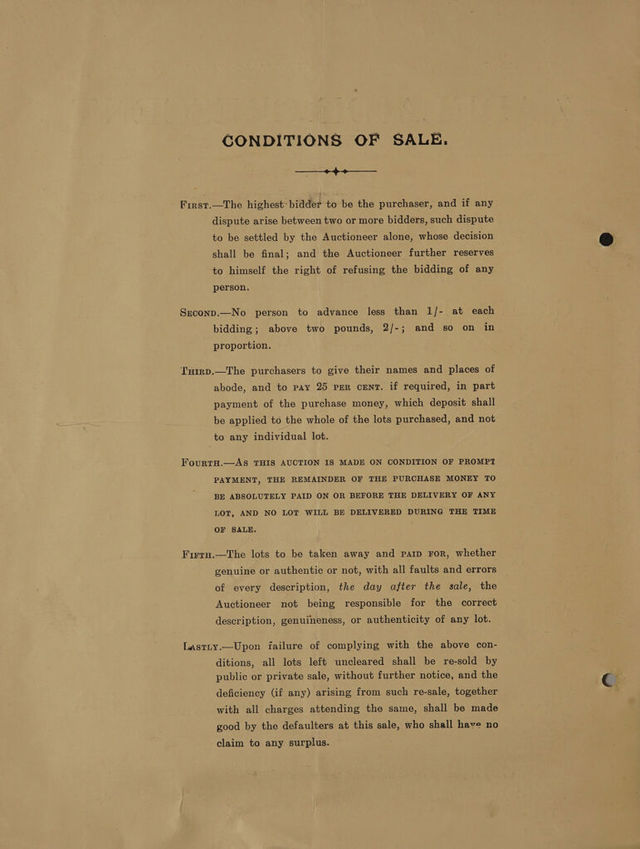 CONDITIONS OF SALE.
First.—The highest bidder to be the purchaser, and if any
dispute arise between two or more bidders, such dispute
to be settled by the Auctioneer alone, whose decision
shall be final; and the Auctioneer further reserves
to himself the right of refusing the bidding of any
person.
Second.—No person to advance less than 1/- at each
bidding; above two pounds, 2/-; and so on in
proportion.
Third.—The purchasers to give their names and places of
abode, and to PAY 25 PER CENT. if required, in part
payment of the purchase money, which deposit shall
be applied to the whole of the lots purchased, and not
to any individual lot.
Fourth.—As THIS AUCTION IS MADE ON CONDITION OF PROMPT
PAYMENT, THE REMAINDER OF THE PURCHASE MONEY TO
BE ABSOLUTELY PAID ON OR BEFORE THE DELIVERY OF ANY
LOT, AND NO LOT WILL BE DELIVERED DURING THE TIME
OF SALE.
Fifth.—The lots to be taken away and PAID FOR, whether
genuine or authentic or not, with all faults and errors
of every description, the day after the sale, the
Auctioneer not being responsible for the correct
description, genuineness, or authenticity of any lot.
Lastly.—Upon failure of complying with the above con-
ditions, all lots left uncleared shall be re-sold by
public or private sale, without further notice, and the
deficiency (if any) arising from such re-sale, together
with all charges attending the same, shall be made
good by the defaulters at this sale, who shall have no
claim to any surplus.